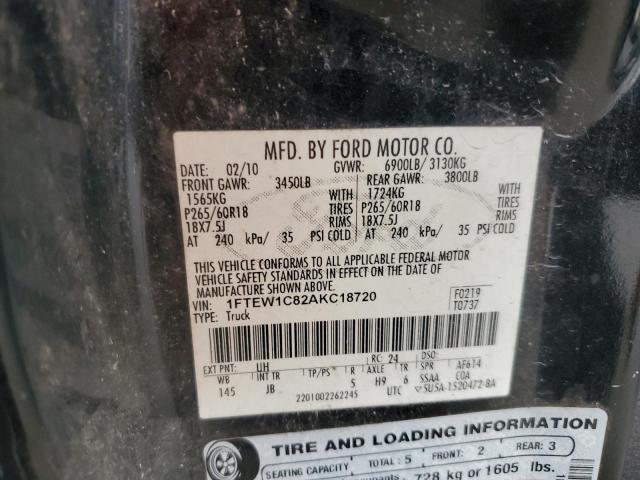 MFD. BY FORD MOTOR CO.
DATE: 02/10 GVWR: 6900LB/ 3130KG
FRONT GAWR: 3450LB REAR GAWR: 3800LB
1565KG WITH 1724KG WITH
P265/60R18 TIRES P265/60R18 TIRES
18X7.5J RIMS 18X7.5J RIMS
AT 240 kPa/ 35 PSI COLD AT 240 kPa/ 35 PSI COLD
THIS VEHICLE CONFORMS TO ALL APPLICABLE FEDERAL MOTOR
VEHICLE SAFETY STANDARDS IN EFFECT ON THE DATE OF
MANUFACTURE SHOWN ABOVE.
VIN: 1FTEW1C82AKC18720 F0219
TYPE: Truck T0737
EXT PNT: UH RC: 24 DSO:
WB INT TR TP/PS R AXLE TR SPR AF614
145 JB 5 H9 6 SSAA COA
2201002262245 UTC 5U5A-1520472-BA
TIRE AND LOADING INFORMATION
SEATING CAPACITY TOTAL: 5 FRONT: 2 REAR: 3
728 kg or 1605 lbs.